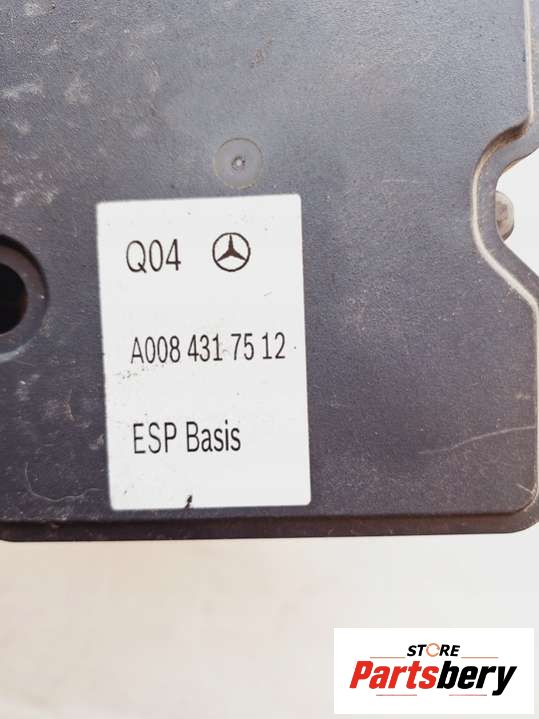 Q04
A008 431 75 12
ESP Basis
STORE
Partsbery